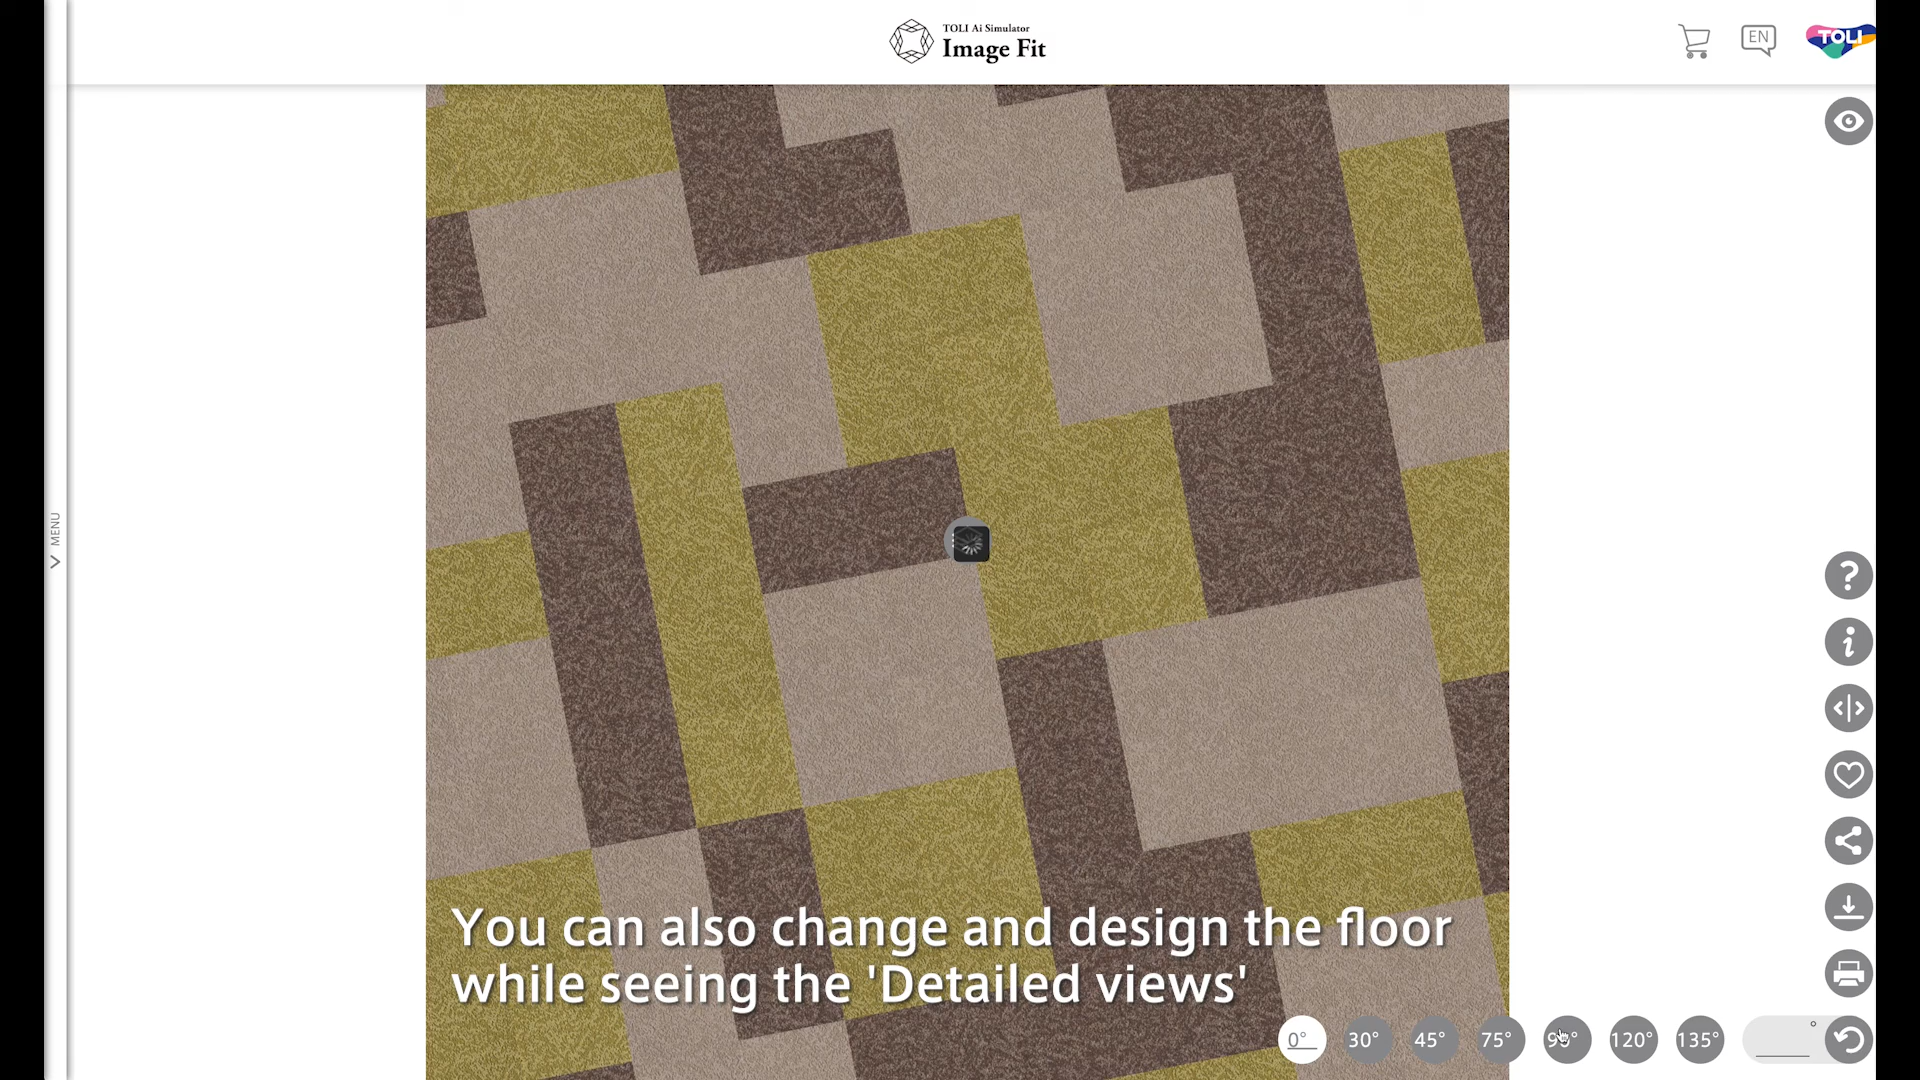 TOLI Ai Simulator
Image Fit
EN
TOLI
MENU
You can also change and design the floor
while seeing the 'Detailed views'
0° 30° 45° 75° 120° 135° °